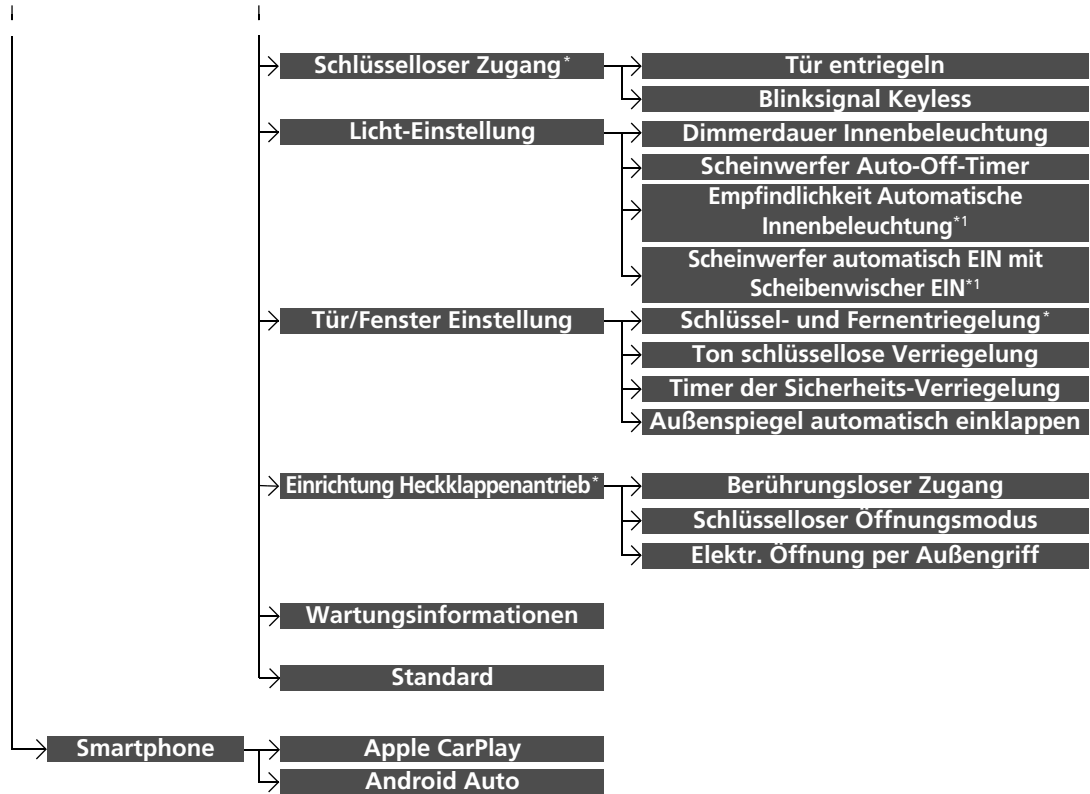 Schlüsselloser Zugang*
Tür entriegeln
Blinksignal Keyless
Licht-Einstellung
Dimmerdauer Innenbeleuchtung
Scheinwerfer Auto-Off-Timer
Empfindlichkeit Automatische
Innenbeleuchtung*1
Scheinwerfer automatisch EIN mit
Scheibenwischer EIN*1
Tür/Fenster Einstellung
Schlüssel- und Fernentriegelung*
Ton schlüssellose Verriegelung
Timer der Sicherheits-Verriegelung
Außenspiegel automatisch einklappen
Einrichtung Heckklappenantrieb*
Berührungsloser Zugang
Schlüsselloser Öffnungsmodus
Elektr. Öffnung per Außengriff
Wartungsinformationen
Standard
Smartphone
Apple CarPlay
Android Auto